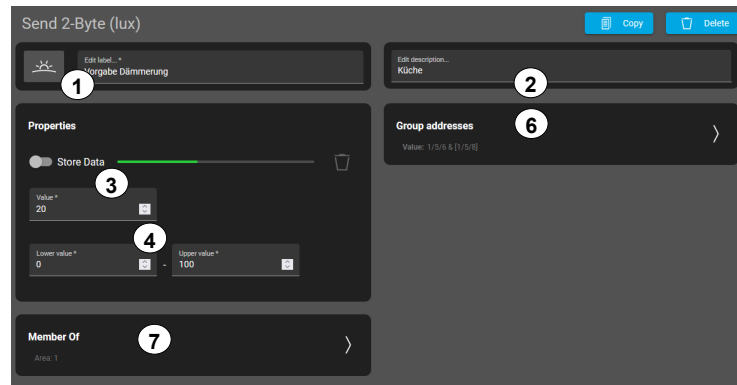 Send 2-Byte (lux)
Copy
Delete
Edit label... *
Vorgabe Dämmerung
1
Edit description...
Küche
2
Properties
Store Data
3
Value *
20
4
Lower value *
0
-
Upper value *
100
Group addresses
6
Value: 1/5/6 & [1/5/8]
Member Of
7
Area: 1